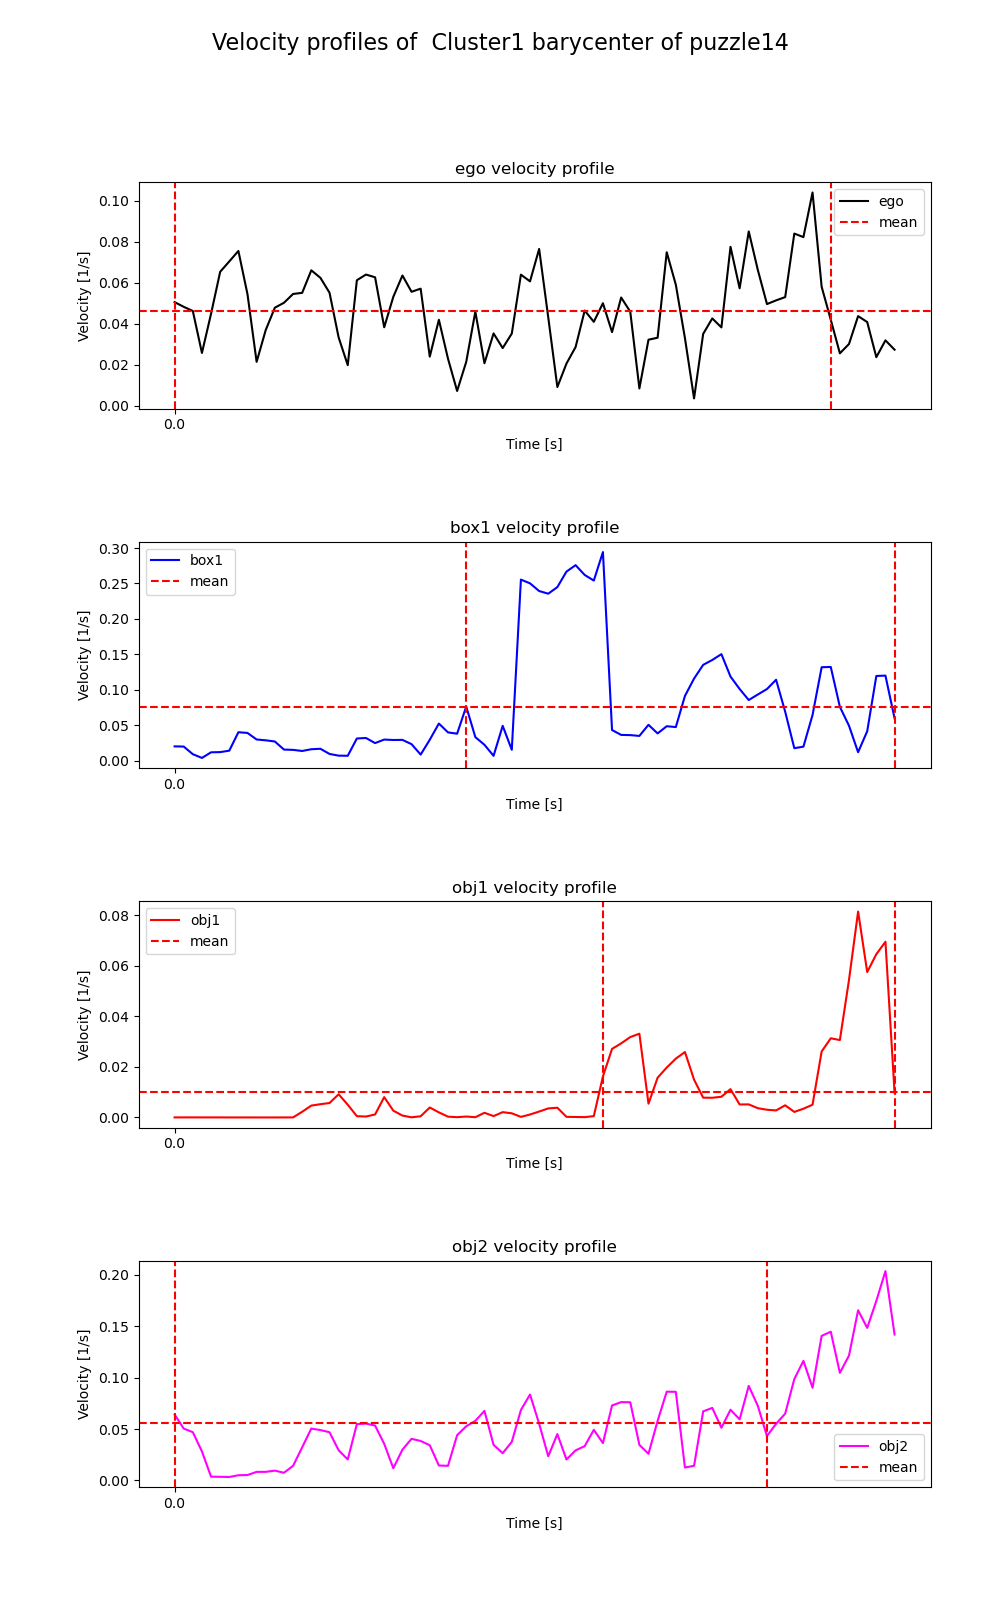 Velocity profiles of  Cluster1 barycenter of puzzle14
ego velocity profile
Velocity [1/s]
0.10
0.08
0.06
0.04
0.02
0.00
ego
mean
0.0
Time [s]
box1 velocity profile
Velocity [1/s]
0.30
0.25
0.20
0.15
0.10
0.05
0.00
box1
mean
0.0
Time [s]
obj1 velocity profile
Velocity [1/s]
0.08
0.06
0.04
0.02
0.00
obj1
mean
0.0
Time [s]
obj2 velocity profile
Velocity [1/s]
0.20
0.15
0.10
0.05
0.00
obj2
mean
0.0
Time [s]